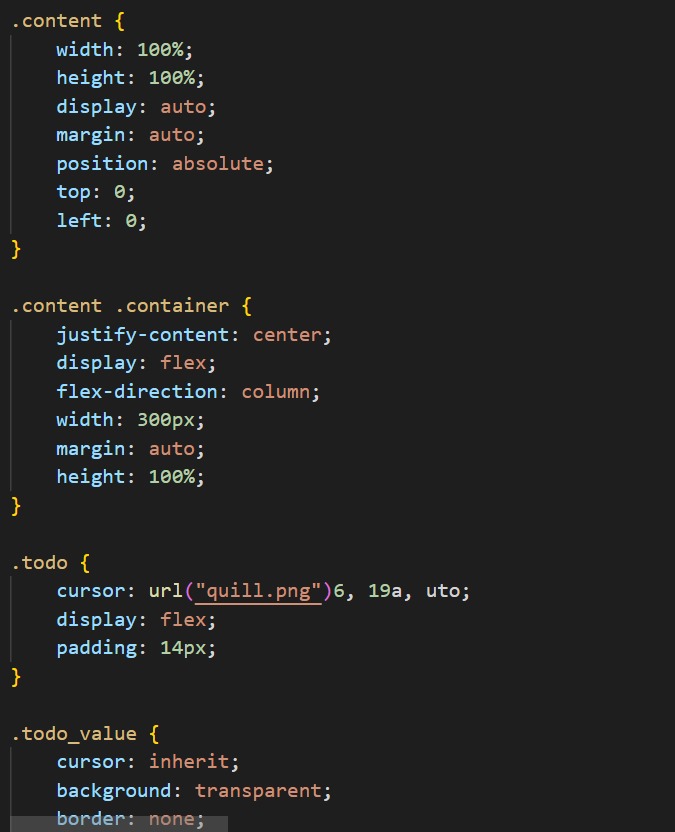 .content {
    width: 100%;
    height: 100%;
    display: auto;
    margin: auto;
    position: absolute;
    top: 0;
    left: 0;
}

.content .container {
    justify-content: center;
    display: flex;
    flex-direction: column;
    width: 300px;
    margin: auto;
    height: 100%;
}

.todo {
    cursor: url("quill.png")6, 19a, uto;
    display: flex;
    padding: 14px;
}

.todo_value {
    cursor: inherit;
    background: transparent;
    border: none;